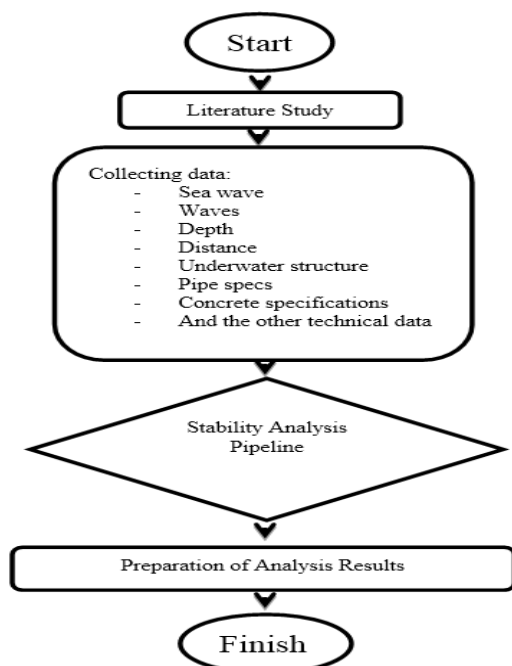 Start
Literature Study
Collecting data:
- Sea wave
- Waves
- Depth
- Distance
- Underwater structure
- Pipe specs
- Concrete specifications
- And the other technical data
Stability Analysis
Pipeline
Preparation of Analysis Results
Finish